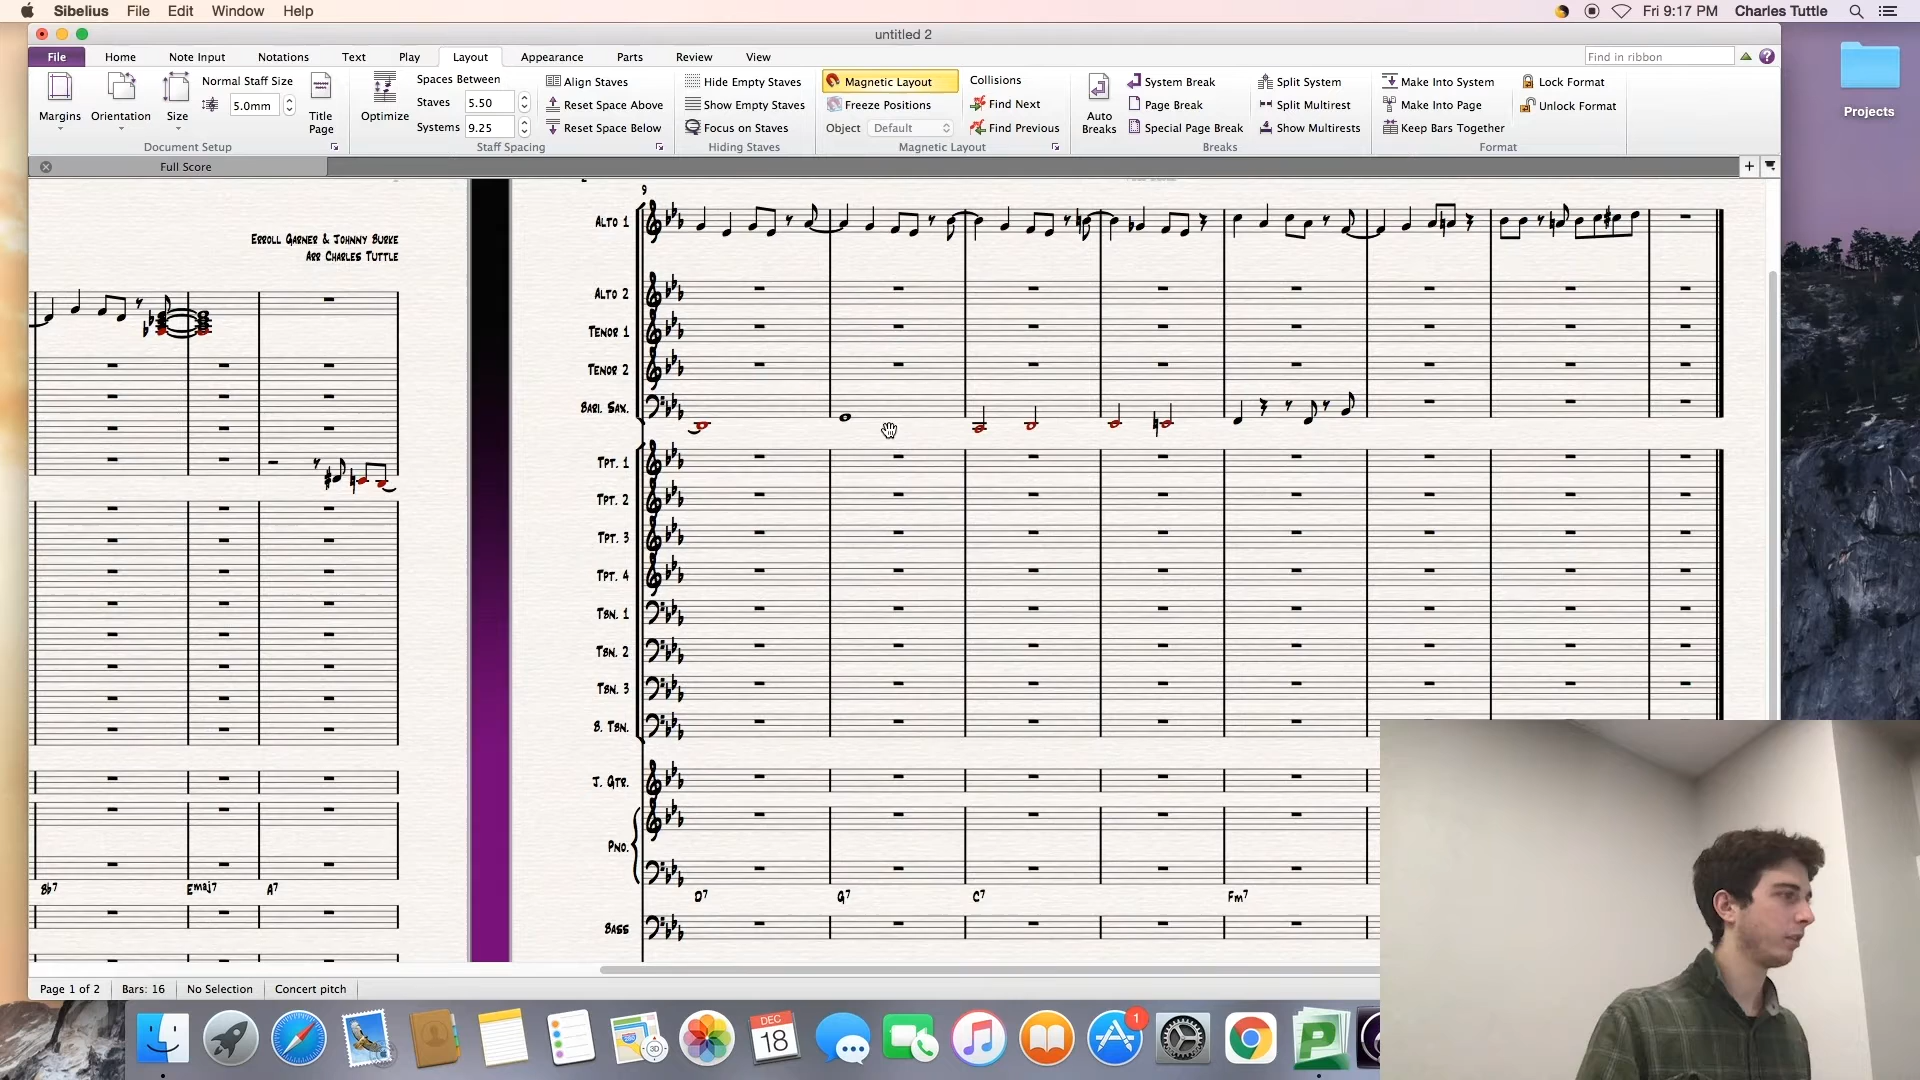 Sibelius File Edit Window Help Fri 9:17 PM Charles Tuttle
untitled 2
File Home Note Input Notations Text Play Layout Appearance Parts Review View Find in ribbon
Normal Staff Size
5.0mm
Margins
Orientation
Size
Title
Page
Document Setup
Optimize
Spaces Between
Staves 5.50
Systems 9.25
Align Staves
Reset Space Above
Reset Space Below
Staff Spacing
Hide Empty Staves
Show Empty Staves
Focus on Staves
Hiding Staves
Magnetic Layout
Freeze Positions
Object Default
Collisions
Find Next
Find Previous
Magnetic Layout
Auto
Breaks
System Break
Page Break
Special Page Break
Split System
Split Multirest
Show Multirests
Breaks
Make Into System
Make Into Page
Keep Bars Together
Lock Format
Unlock Format
Format
Full Score
Projects
Erroll Garner & Johnny Burke
Arr Charles Tuttle
Bb7 Emaj7 A7
9
Alto 1
Alto 2
Tenor 1
Tenor 2
Bari. Sax.
Tpt. 1
Tpt. 2
Tpt. 3
Tpt. 4
Tbn. 1
Tbn. 2
Tbn. 3
B. Tbn.
J. Gtr.
Pno.
D7 G7 C7 Fm7
Bass
Page 1 of 2 Bars: 16 No Selection Concert pitch
DEC
18
3D
1